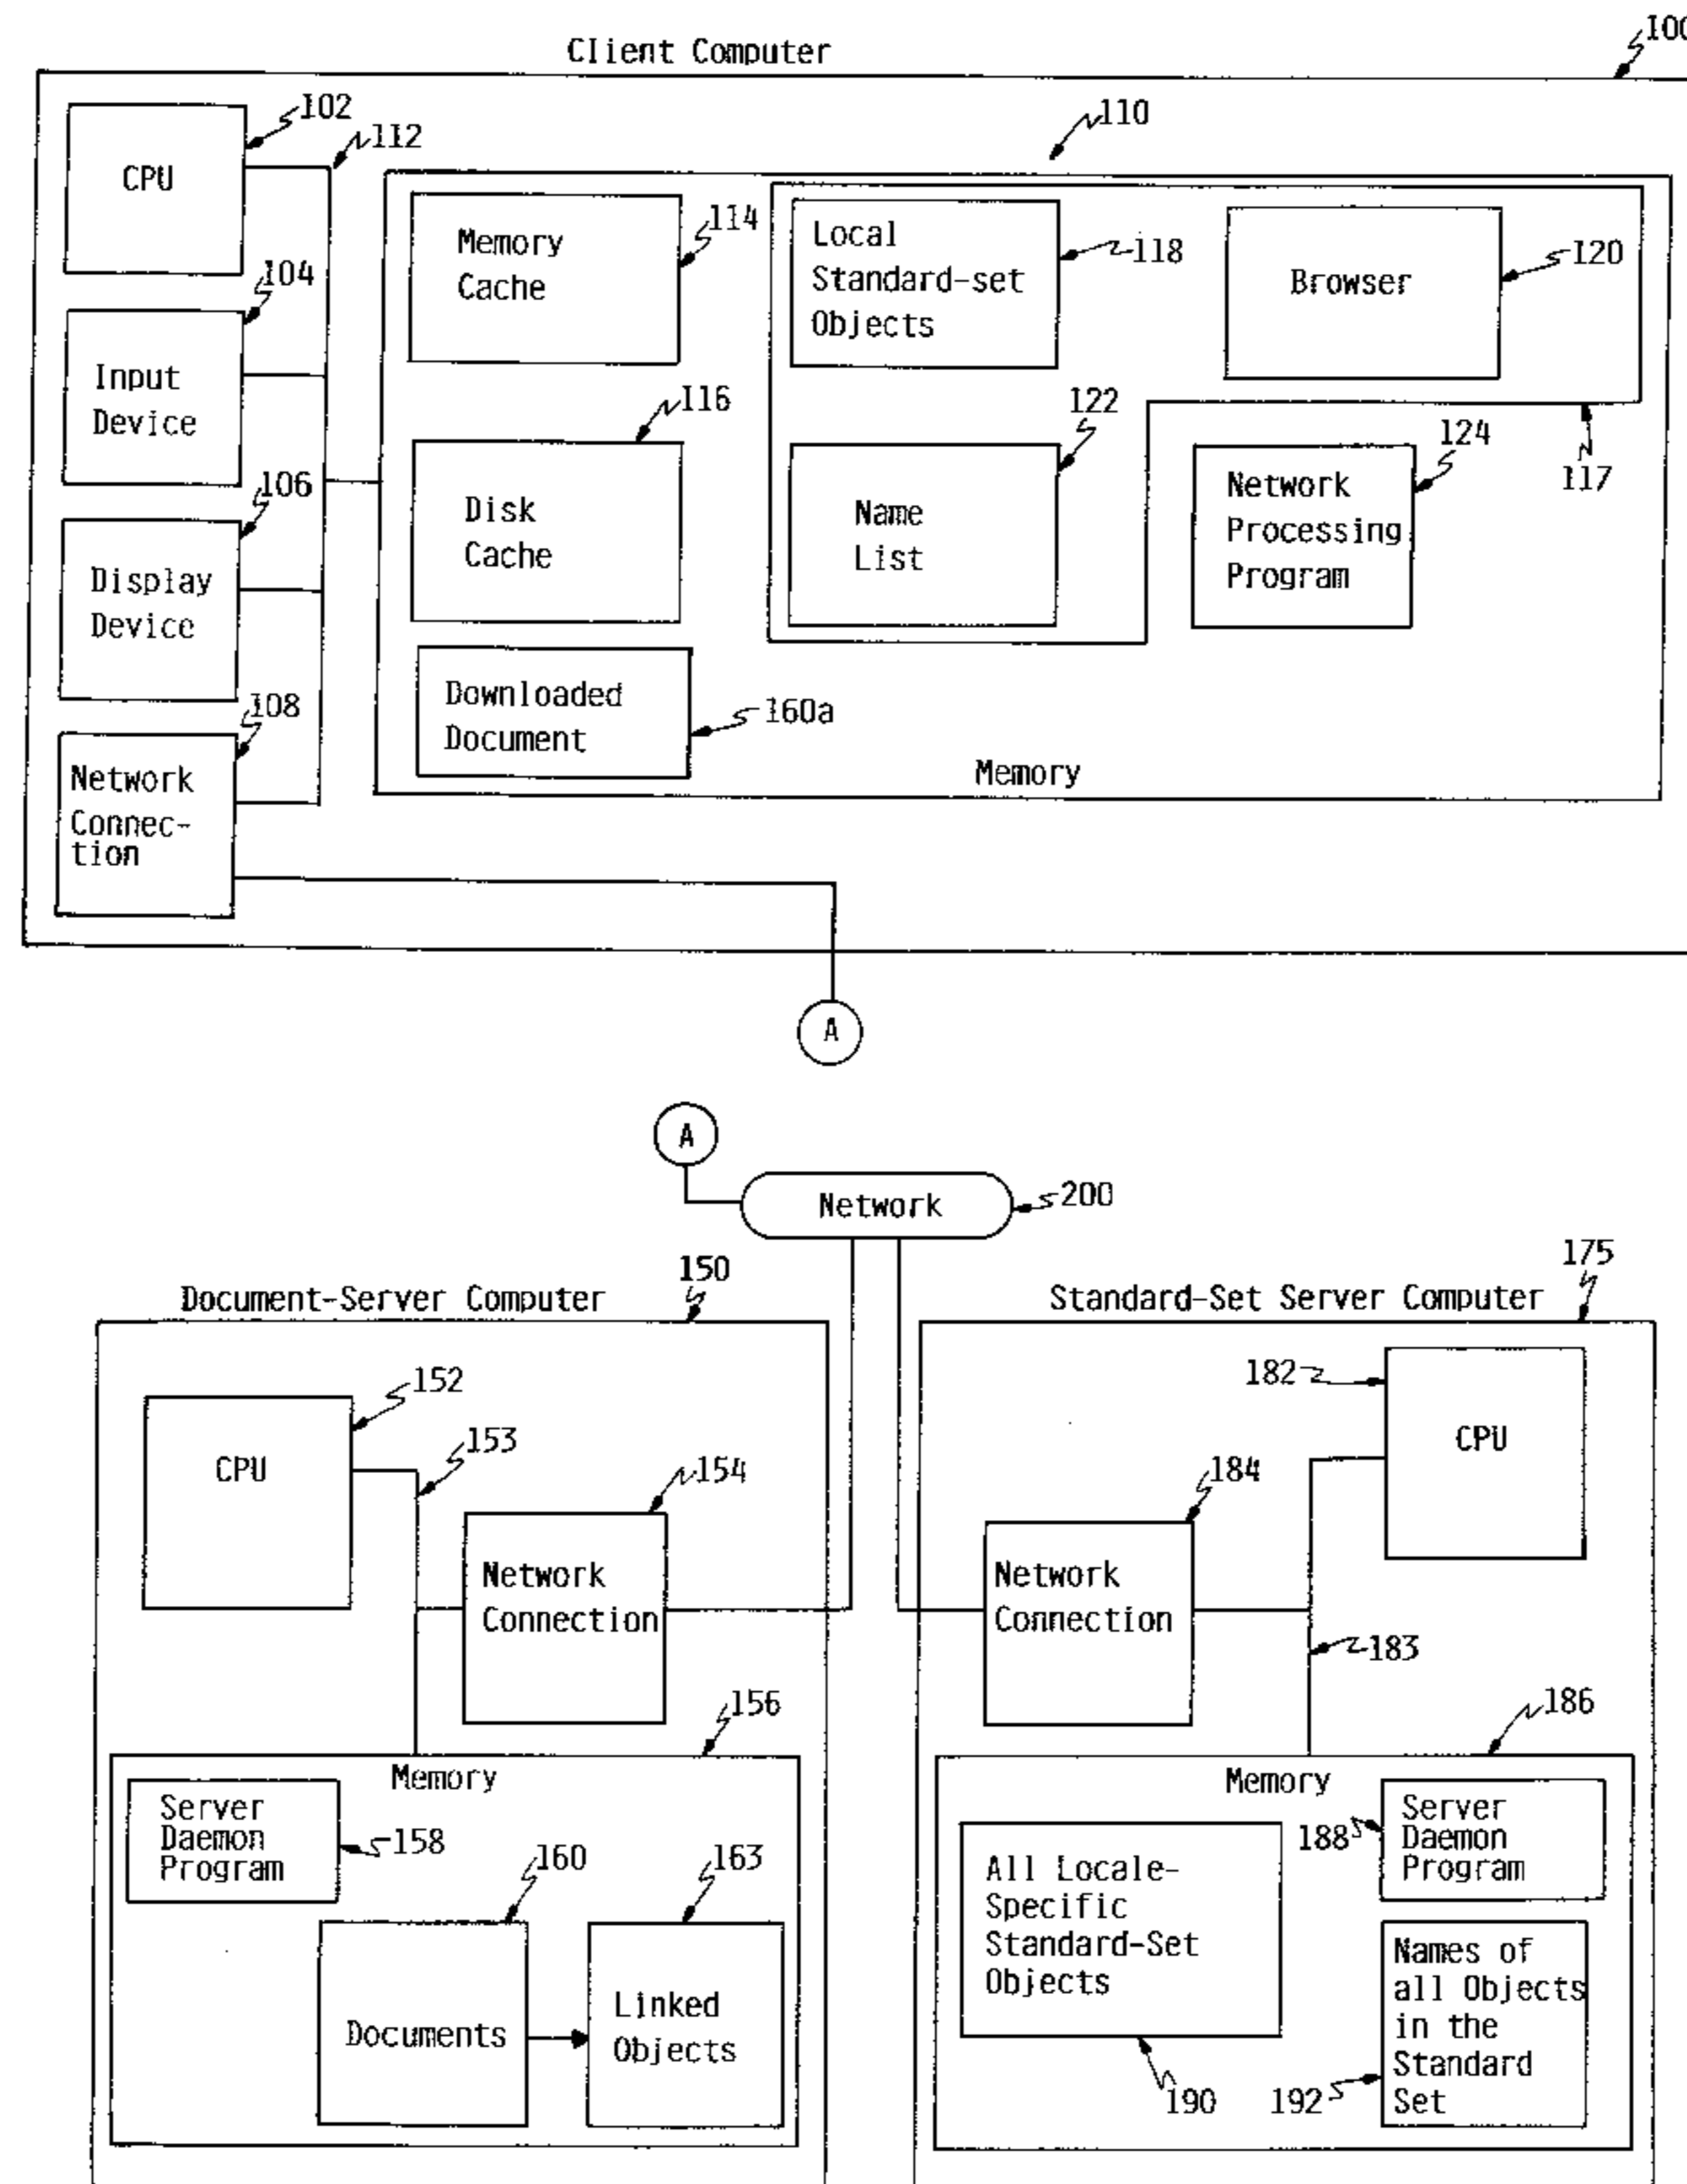 Client Computer
100
CPU
102
112
110
Memory
Cache
114
Local
Standard-set
Objects
118
Browser
120
Input
Device
104
Disk
Cache
116
Name
List
122
Network
Processing
Program
124
117
Display
Device
106
Downloaded
Document
160a
Network
Connec-
tion
108
Memory
A
A
Network
200
Document-Server Computer
150
CPU
152
153
Network
Connection
154
156
Memory
Server
Daemon
Program
158
160
Documents
163
Linked
Objects
Standard-Set Server Computer
175
182
CPU
184
Network
Connection
183
186
Memory
188
Server
Daemon
Program
All Locale-
Specific
Standard-Set
Objects
190
192
Names of
all Objects
in the
Standard
Set